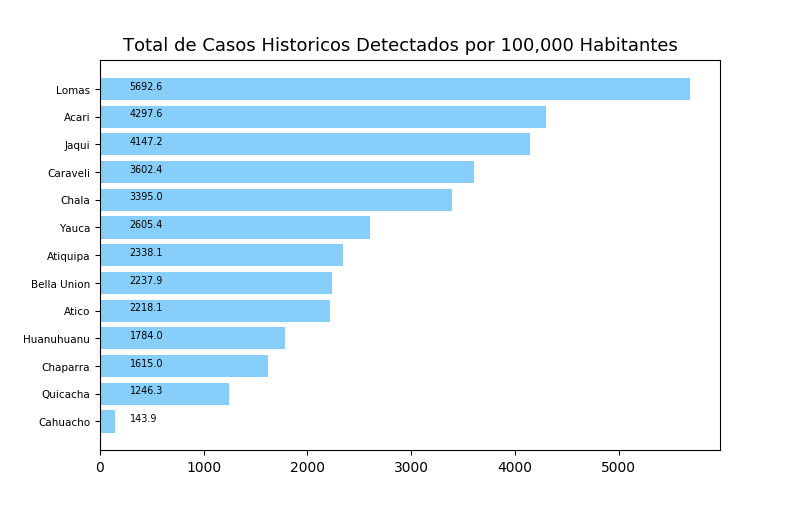 Total de Casos Historicos Detectados por 100,000 Habitantes
Lomas 5692.6
Acari 4297.6
Jaqui 4147.2
Caraveli 3602.4
Chala 3395.0
Yauca 2605.4
Atiquipa 2338.1
Bella Union 2237.9
Atico 2218.1
Huanuhuanu 1784.0
Chaparra 1615.0
Quicacha 1246.3
Cahuacho 143.9
0 1000 2000 3000 4000 5000